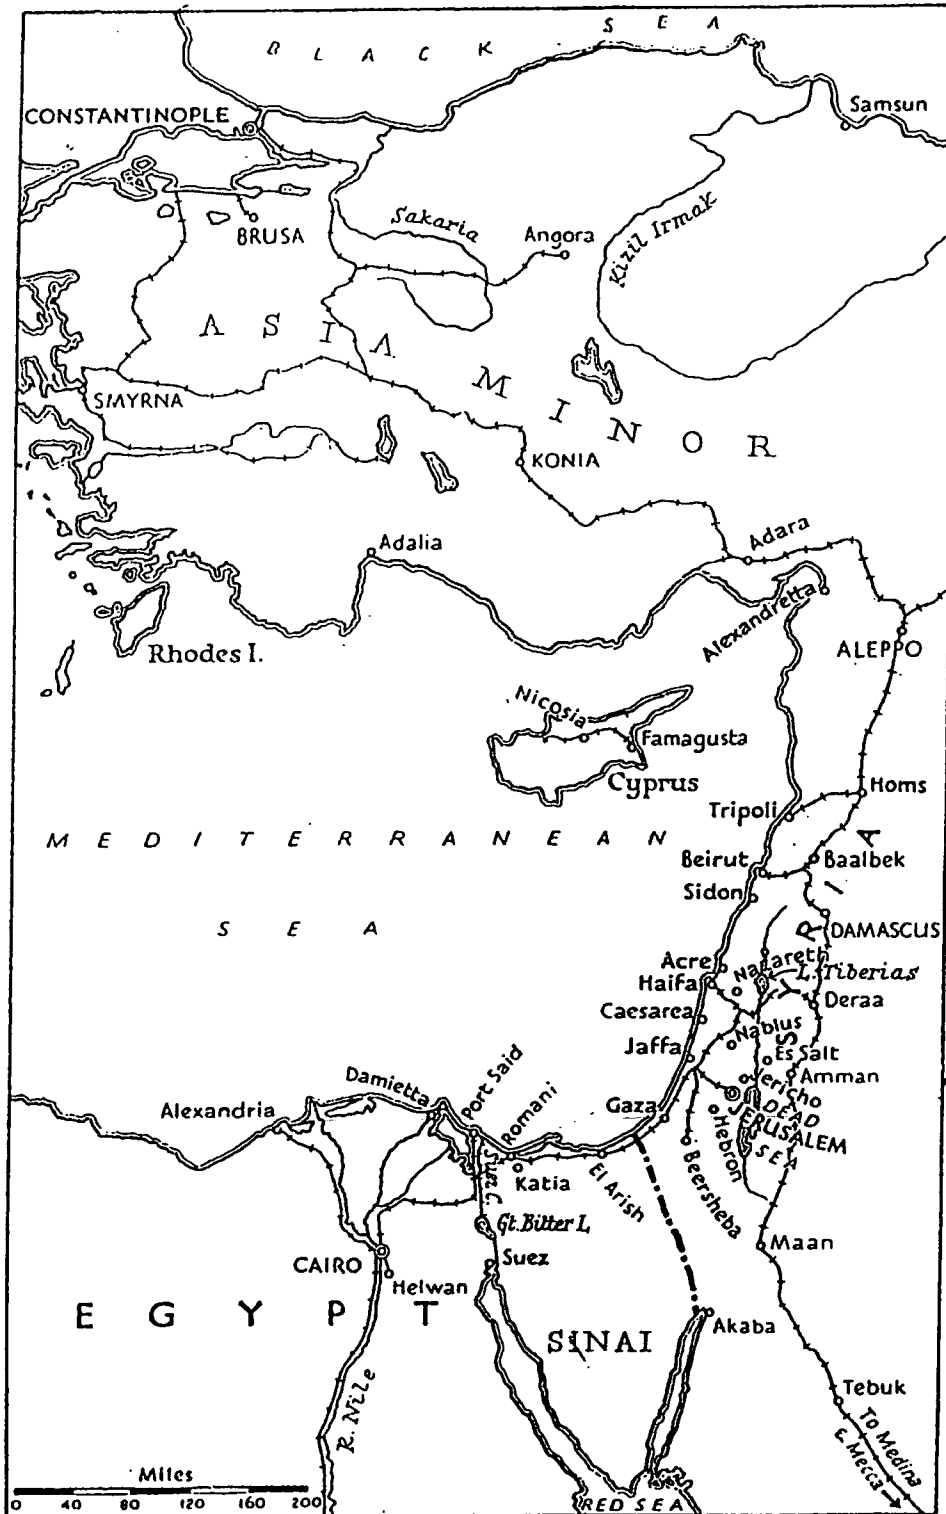 BLACK SEA
CONSTANTINOPLE
Samsun
BRUSA
Sakaria
Angora
Kizil Irmak
ASIA MINOR
SMYRNA
KONIA
Adalia
Adara
Alexandretta
Rhodes I.
ALEPPO
Nicosia
Famagusta
Cyprus
Homs
Tripoli
MEDITERRANEAN
SEA
Beirut
Baalbek
Sidon
SYRIA
DAMASCUS
Acre
Nazareth
L. Tiberias
Haifa
Deraa
Caesarea
Nablus
Jaffa
Es Salt
Amman
Jericho
Damietta
Port Said
Alexandria
Romani
Gaza
DEAD SEA
JERUSALEM
Hebron
Beersheba
Katia
El Arish
Suez C.
Gt. Bitter L
Maan
CAIRO
Suez
Helwan
EGYPT
SINAI
Akaba
R. Nile
Tebuk
To Medina
& Mecca
Miles
0 40 80 120 160 200
RED SEA